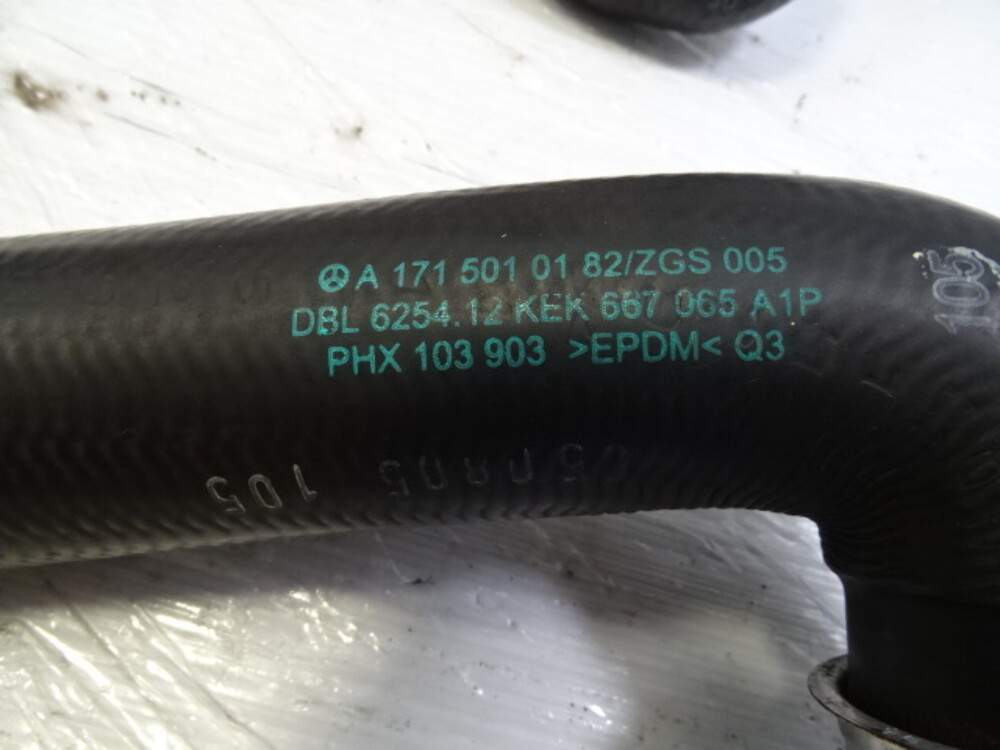 A 171 501 01 82/ZGS 005
DBL 6254.12 KEK 667 065 A1P
PHX 103 903 >EPDM< Q3
105
105